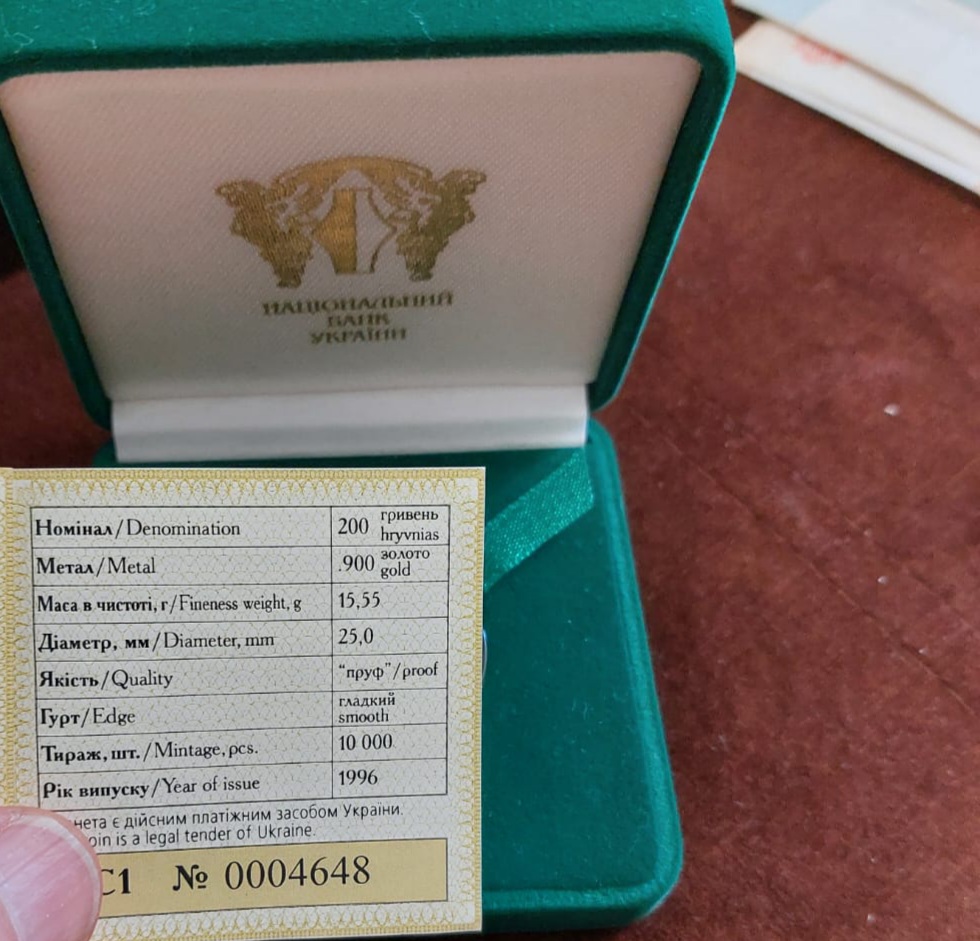 НАЦІОНАЛЬНИЙ
БАНК
УКРАЇНИ
Номінал/Denomination 200 гривень hryvnias
Метал/Metal .900 золото gold
Маса в чистоті, г/Fineness weight, g 15,55
Діаметр, мм/Diameter, mm 25,0
Якість/Quality "пруф"/proof
Гурт/Edge гладкий smooth
Тираж, шт./Mintage, pcs. 10 000
Рік випуску/Year of issue 1996
нета є дійсним платіжним засобом України.
oin is a legal tender of Ukraine.
С1 № 0004648